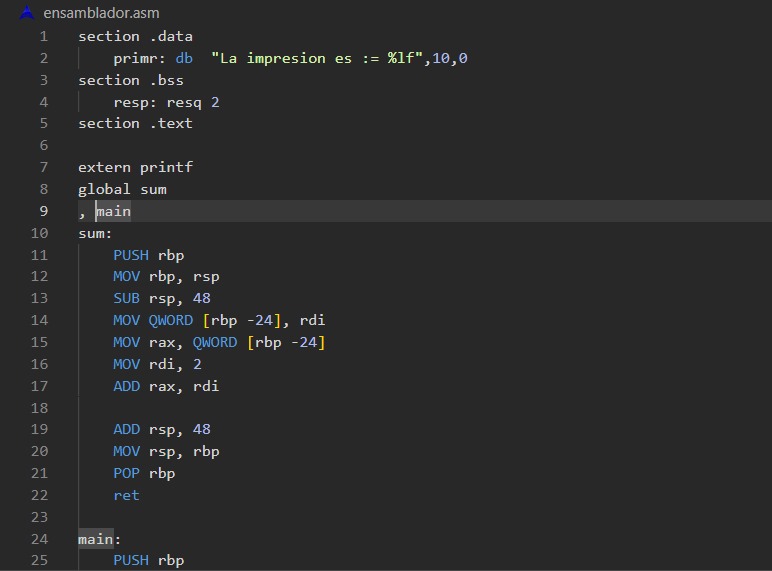 ensamblador.asm
1 section .data
2     primr: db  "La impresion es := %lf",10,0
3 section .bss
4     resp: resq 2
5 section .text
6
7 extern printf
8 global sum
9 , main
10 sum:
11     PUSH rbp
12     MOV rbp, rsp
13     SUB rsp, 48
14     MOV QWORD [rbp -24], rdi
15     MOV rax, QWORD [rbp -24]
16     MOV rdi, 2
17     ADD rax, rdi
18
19     ADD rsp, 48
20     MOV rsp, rbp
21     POP rbp
22     ret
23
24 main:
25     PUSH rbp